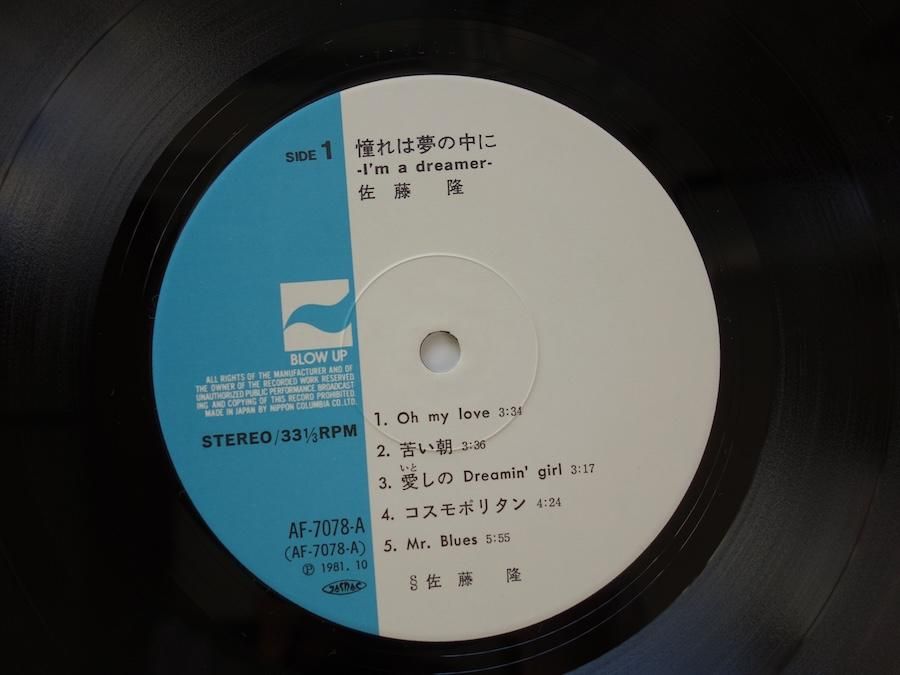 SIDE 1
憧れは夢の中に
-I'm a dreamer-
佐藤 隆
BLOW UP
ALL RIGHTS OF THE MANUFACTURER AND OF
THE OWNER OF THE RECORDED WORK RESERVED
UNAUTHORIZED PUBLIC PERFORMANCE BROADCAST
ING AND COPYING OF THIS RECORD PROHIBITED.
MADE IN JAPAN BY NIPPON COLUMBIA CO.,LTD.
STEREO/33⅓RPM
1. Oh my love 3:34
2. 苦い朝 3:36
いと
3. 愛しの Dreamin' girl 3:17
4. コスモポリタン 4:24
5. Mr. Blues 5:55
§佐藤 隆
AF-7078-A
(AF-7078-A)
Ⓟ 1981. 10
JASRAC